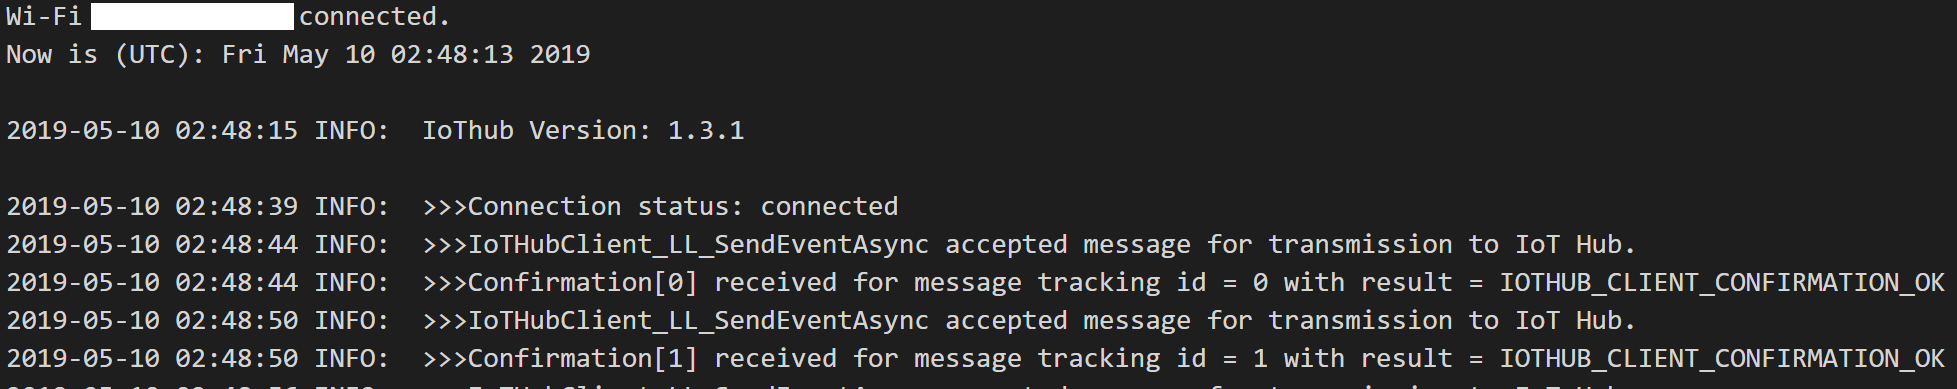 Wi-Fi connected.
Now is (UTC): Fri May 10 02:48:13 2019
2019-05-10 02:48:15 INFO:  IoThub Version: 1.3.1
2019-05-10 02:48:39 INFO:  >>>Connection status: connected
2019-05-10 02:48:44 INFO:  >>>IoTHubClient_LL_SendEventAsync accepted message for transmission to IoT Hub.
2019-05-10 02:48:44 INFO:  >>>Confirmation[0] received for message tracking id = 0 with result = IOTHUB_CLIENT_CONFIRMATION_OK
2019-05-10 02:48:50 INFO:  >>>IoTHubClient_LL_SendEventAsync accepted message for transmission to IoT Hub.
2019-05-10 02:48:50 INFO:  >>>Confirmation[1] received for message tracking id = 1 with result = IOTHUB_CLIENT_CONFIRMATION_OK